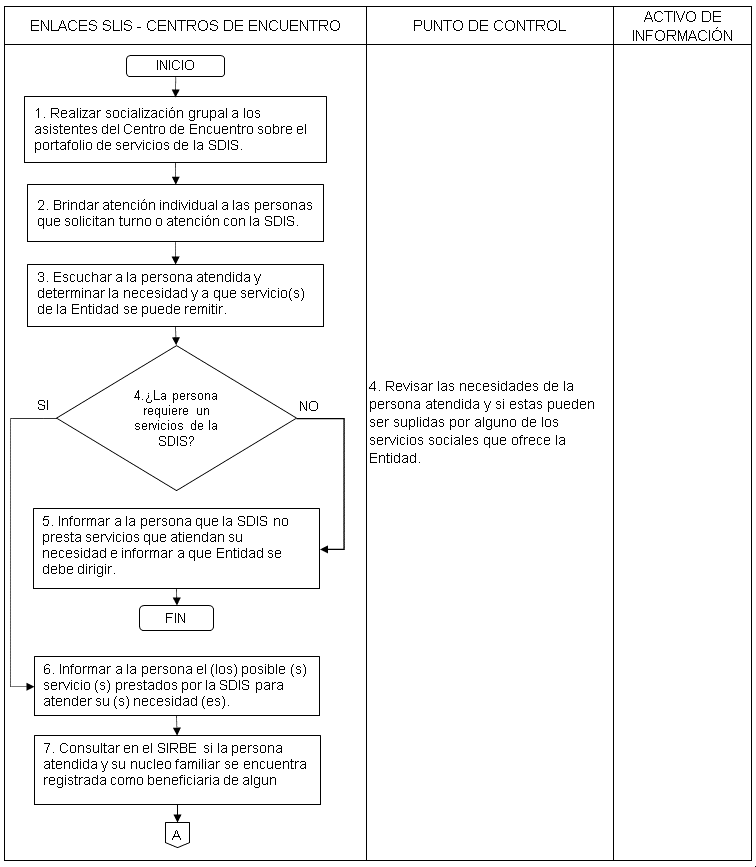 ENLACES SLIS - CENTROS DE ENCUENTRO
PUNTO DE CONTROL
ACTIVO DE
INFORMACIÓN
INICIO
1. Realizar socialización grupal a los
asistentes del Centro de Encuentro sobre el
portafolio de servicios de la SDIS.
2. Brindar atención individual a las personas
que solicitan turno o atención con la SDIS.
3. Escuchar a la persona atendida y
determinar la necesidad y a que servicio(s)
de la Entidad se puede remitir.
4.¿La persona
requiere un
servicios de la
SDIS?
SI
NO
4. Revisar las necesidades de la
persona atendida y si estas pueden
ser suplidas por alguno de los
servicios sociales que ofrece la
Entidad.
5. Informar a la persona que la SDIS no
presta servicios que atiendan su
necesidad e informar a que Entidad se
debe dirigir.
FIN
6. Informar a la persona el (los) posible (s)
servicio (s) prestados por la SDIS para
atender su (s) necesidad (es).
7. Consultar en el SIRBE si la persona
atendida y su nucleo familiar se encuentra
registrada como beneficiaria de algun
A